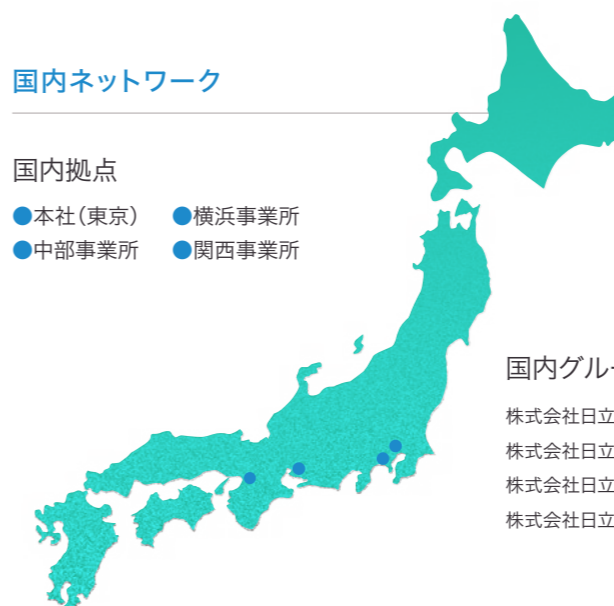 国内ネットワーク
国内拠点
●本社(東京) ●横浜事業所
●中部事業所 ●関西事業所
国内グルー
株式会社日立
株式会社日立
株式会社日立
株式会社日立